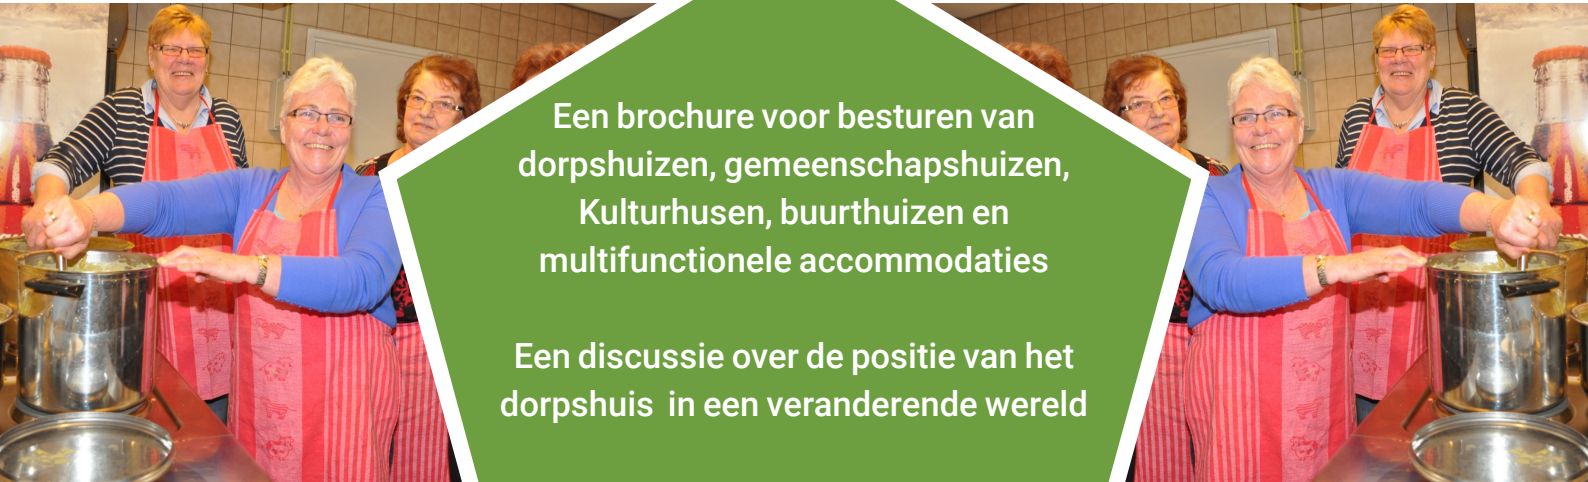 Een brochure voor besturen van
dorpshuizen, gemeenschapshuizen,
Kulturhusen, buurthuizen en
multifunctionele accommodaties
Een discussie over de positie van het
dorpshuis in een veranderende wereld